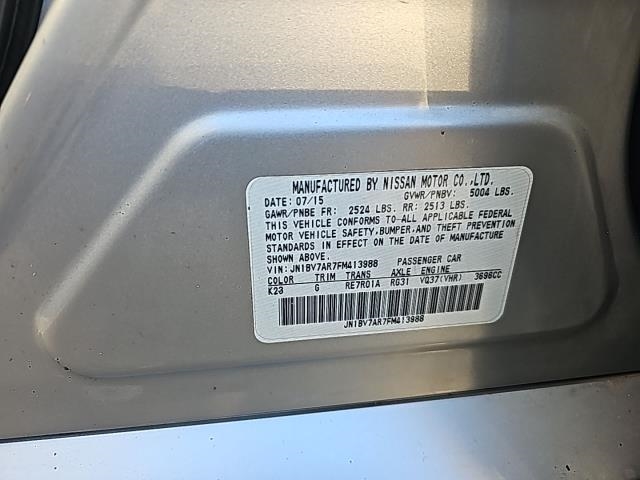 MANUFACTURED BY NISSAN MOTOR CO.,LTD.
DATE: 07/15 GVWR/PNBV: 5004 LBS.
GAWR/PNBE FR: 2524 LBS. RR: 2513 LBS.
THIS VEHICLE CONFORMS TO ALL APPLICABLE FEDERAL
MOTOR VEHICLE SAFETY,BUMPER,AND THEFT PREVENTION
STANDARDS IN EFFECT ON THE DATE OF MANUFACTURE
SHOWN ABOVE.
VIN: JN1BV7AR7FM413988 PASSENGER CAR
COLOR TRIM TRANS AXLE ENGINE
K23 G RE7R01A RG31 VQ37(VHR) 3696CC
JN1BV7AR7FM413988